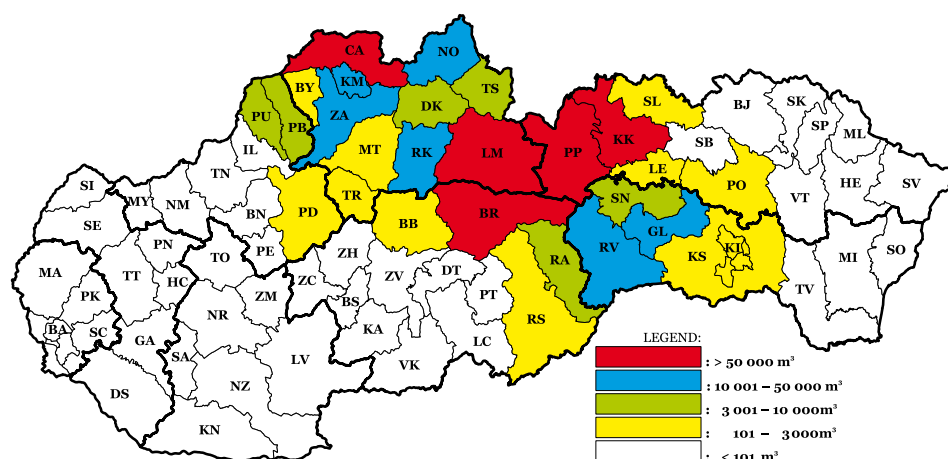 CA
NO
KM
BY
TS
DK
ZA
PU
PB
SL
BJ
SK
SP
ML
KK
IL
MT
RK
LM
PP
SB
LE
TN
SI
MY
NM
BN
PD
TR
BB
BR
SN
PO
VT
HE
SV
SE
PN
PE
TO
ZH
ZC
ZV
DT
RA
RV
GL
KS
KI
SO
MI
TV
MA
TT
HC
PK
ZM
BS
PT
NR
KA
RS
BA
SC
GA
SA
LV
VK
LC
DS
NZ
KN
LEGEND:
: > 50 000 m³
: 10 001 – 50 000 m³
: 3 001 – 10 000m³
: 101 – 3000m³
: < 101 m³